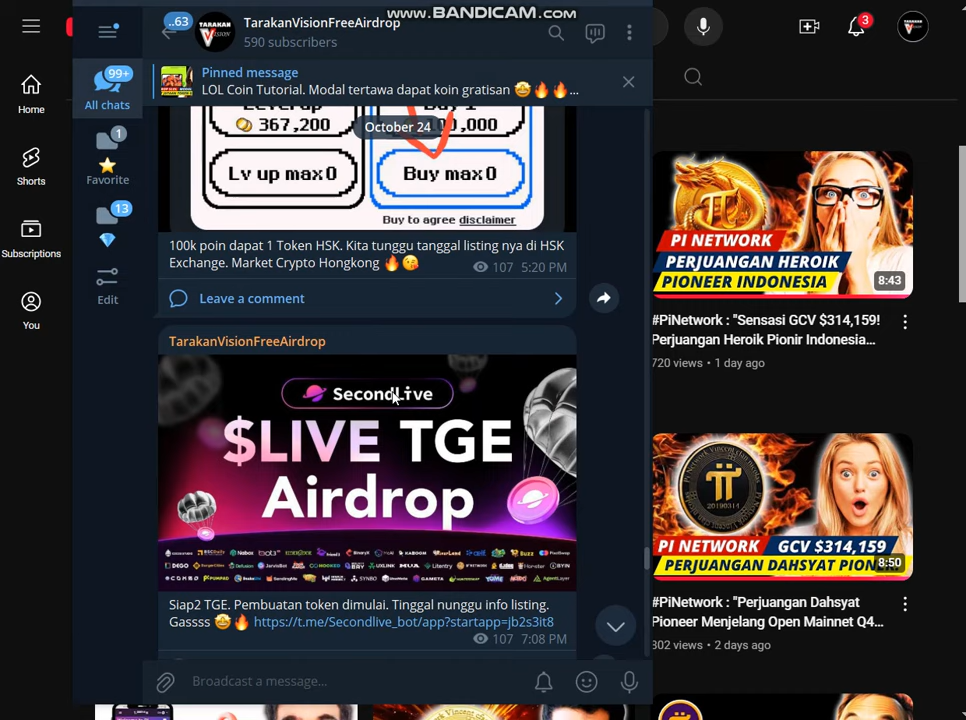 www.BANDICAM.com
..63
TarakanVisionFreeAirdrop
590 subscribers
3
99+
All chats
Pinned message
LOL Coin Tutorial. Modal tertawa dapat koin gratisan 🤩🔥🔥...
Home
Shorts
Subscriptions
You
1
Favorite
13
Edit
367,200
October 24
Lv up max0
Buy max0
Buy to agree disclaimer
100k poin dapat 1 Token HSK. Kita tunggu tanggal listing nya di HSK
Exchange. Market Crypto Hongkong 🔥😘
107 5:20 PM
Leave a comment
TarakanVisionFreeAirdrop
SecondLive
$LIVE TGE
Airdrop
Siap2 TGE. Pembuatan token dimulai. Tinggal nunggu info listing.
Gassss 🤩🔥 https://t.me/Secondlive_bot/app?startapp=jb2s3it8
107 7:08 PM
Broadcast a message...
PI NETWORK
PERJUANGAN HEROIK
PIONEER INDONESIA
8:43
#PiNetwork : "Sensasi GCV $314,159!
Perjuangan Heroik Pionir Indonesia...
720 views • 1 day ago
20190314
PI NETWORK GCV $314,159
PERJUANGAN DAHSYAT
8:50
#PiNetwork : "Perjuangan Dahsyat
Pioneer Menjelang Open Mainnet Q4...
802 views • 2 days ago